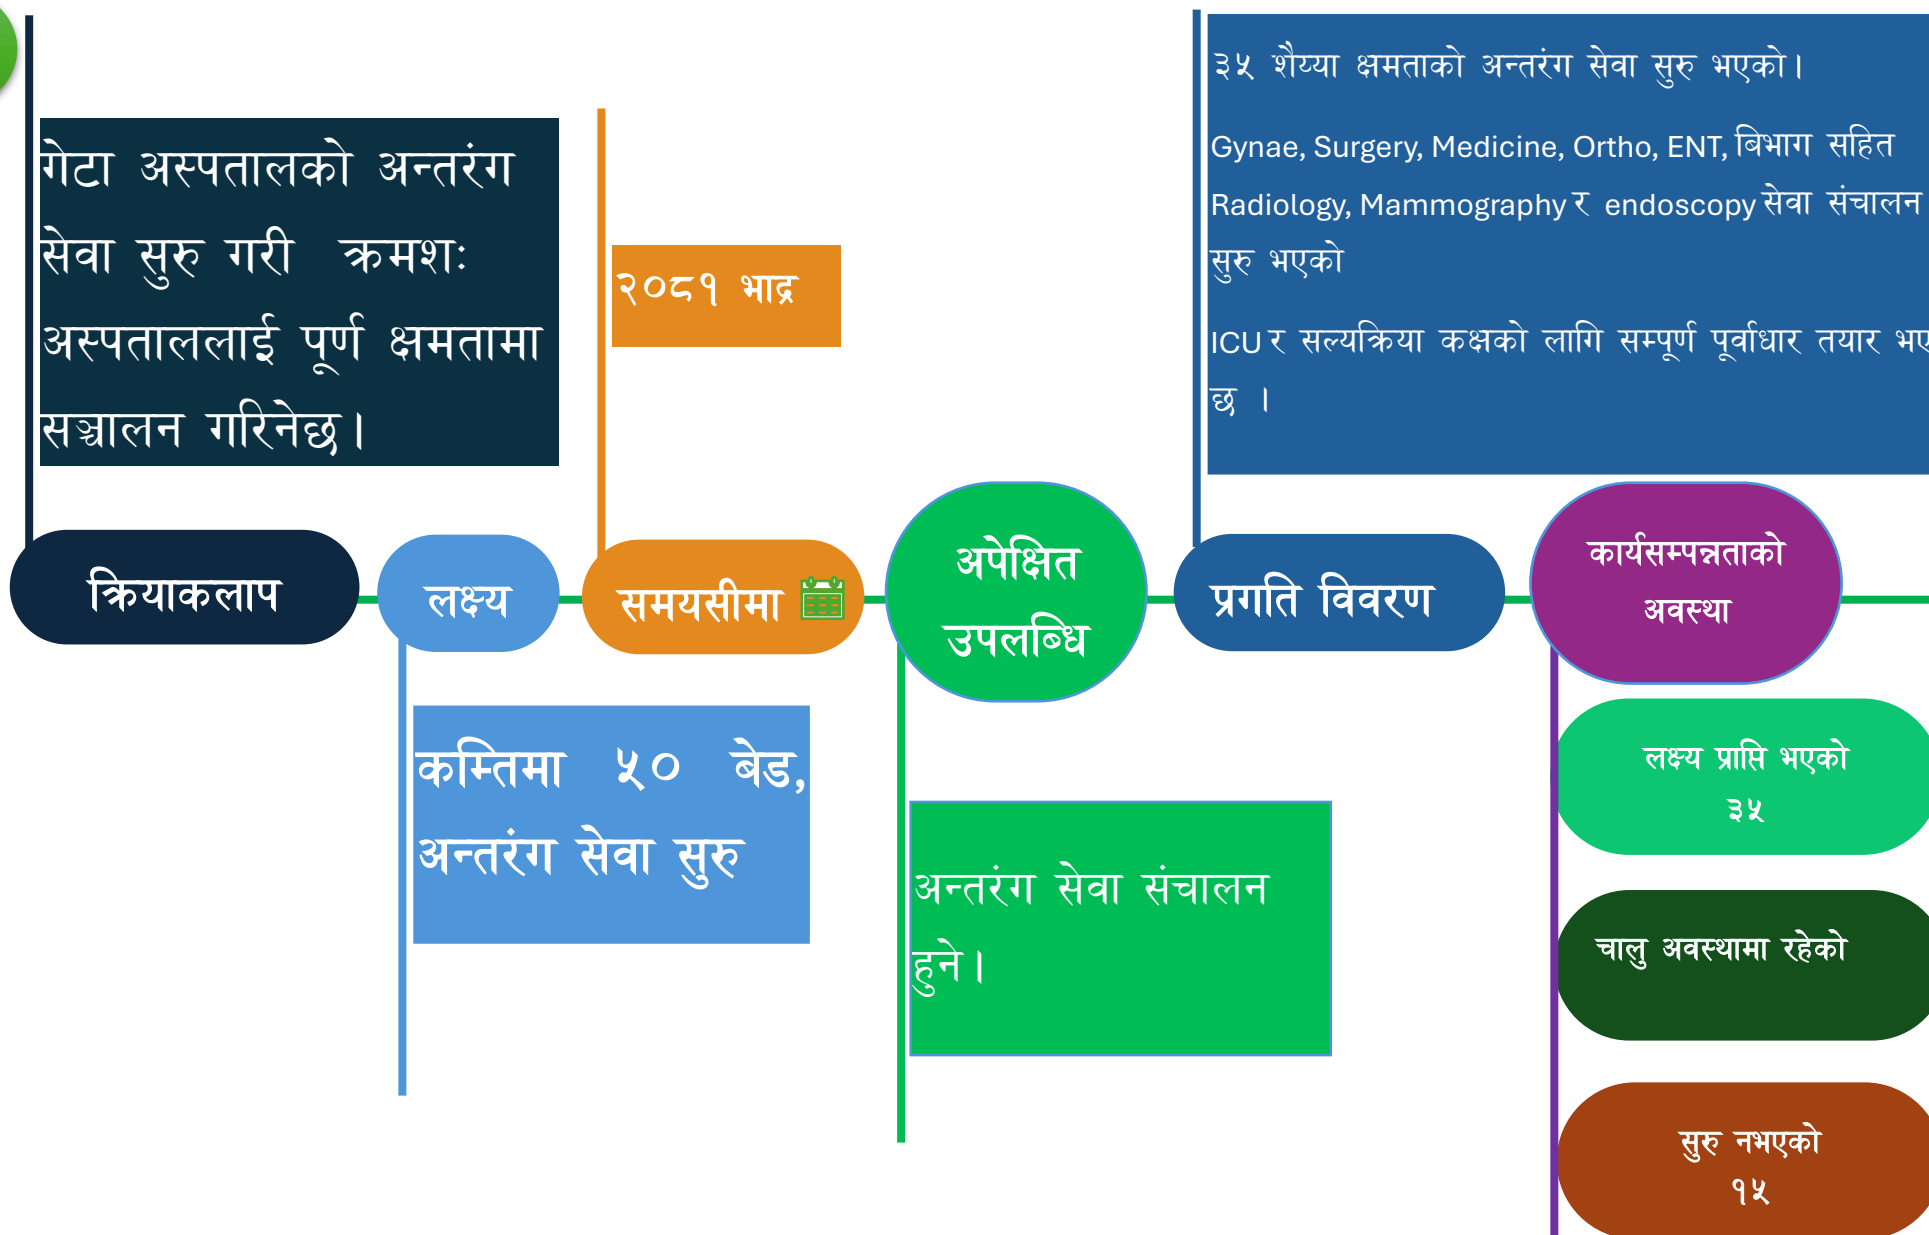 गेटा अस्पतालको अन्तरंग
सेवा सुरु गरी क्रमशः
अस्पताललाई पूर्ण क्षमतामा
सञ्चालन गरिनेछ।
२०८१ भाद्र
३५ शैय्या क्षमताको अन्तरंग सेवा सुरु भएको।
Gynae, Surgery, Medicine, Ortho, ENT, बिभाग सहित
Radiology, Mammography र endoscopy सेवा संचालन
सुरु भएको
ICU र सल्यक्रिया कक्षको लागि सम्पूर्ण पूर्वाधार तयार
छ ।
क्रियाकलाप
लक्ष्य
समयसीमा
अपेक्षित
उपलब्धि
प्रगति विवरण
कार्यसम्पन्नताको
अवस्था
कम्तिमा ५० बेड,
अन्तरंग सेवा सुरु
अन्तरंग सेवा संचालन
हुने।
लक्ष्य प्राप्ति भएको
३५
चालु अवस्थामा रहेको
सुरु नभएको
१५